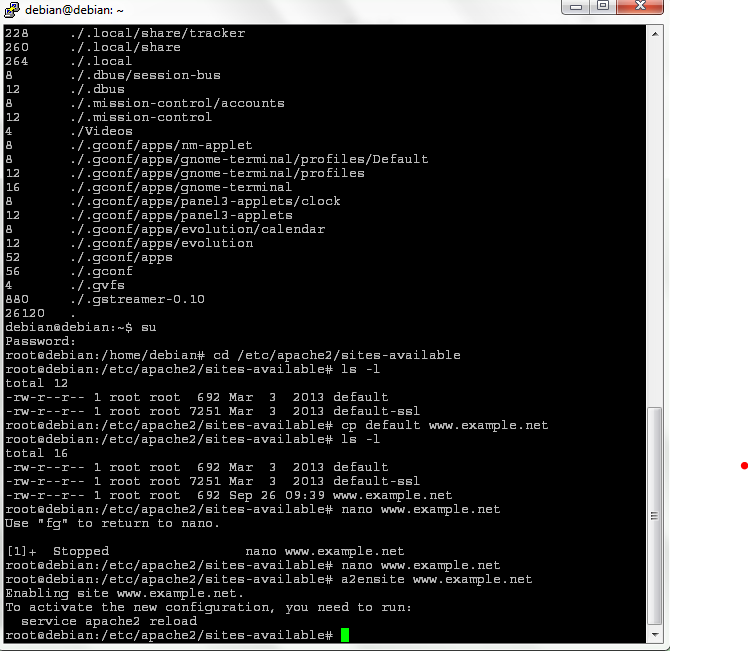 debian@debian: ~
228 ./.local/share/tracker
260 ./.local/share
264 ./.local
8 ./.dbus/session-bus
12 ./.dbus
8 ./.mission-control/accounts
12 ./.mission-control
4 ./Videos
8 ./.gconf/apps/nm-applet
8 ./.gconf/apps/gnome-terminal/profiles/Default
12 ./.gconf/apps/gnome-terminal/profiles
16 ./.gconf/apps/gnome-terminal
8 ./.gconf/apps/panel3-applets/clock
12 ./.gconf/apps/panel3-applets
8 ./.gconf/apps/evolution/calendar
12 ./.gconf/apps/evolution
52 ./.gconf/apps
56 ./.gconf
4 ./.gvfs
880 ./.gstreamer-0.10
26120 .
debian@debian:~$ su
Password:
root@debian:/home/debian# cd /etc/apache2/sites-available
root@debian:/etc/apache2/sites-available# ls -l
total 12
-rw-r--r-- 1 root root 692 Mar 3 2013 default
-rw-r--r-- 1 root root 7251 Mar 3 2013 default-ssl
root@debian:/etc/apache2/sites-available# cp default www.example.net
root@debian:/etc/apache2/sites-available# ls -l
total 16
-rw-r--r-- 1 root root 692 Mar 3 2013 default
-rw-r--r-- 1 root root 7251 Mar 3 2013 default-ssl
-rw-r--r-- 1 root root 692 Sep 26 09:39 www.example.net
root@debian:/etc/apache2/sites-available# nano www.example.net
Use "fg" to return to nano.
[1]+ Stopped nano www.example.net
root@debian:/etc/apache2/sites-available# nano www.example.net
root@debian:/etc/apache2/sites-available# a2ensite www.example.net
Enabling site www.example.net.
To activate the new configuration, you need to run:
service apache2 reload
root@debian:/etc/apache2/sites-available#